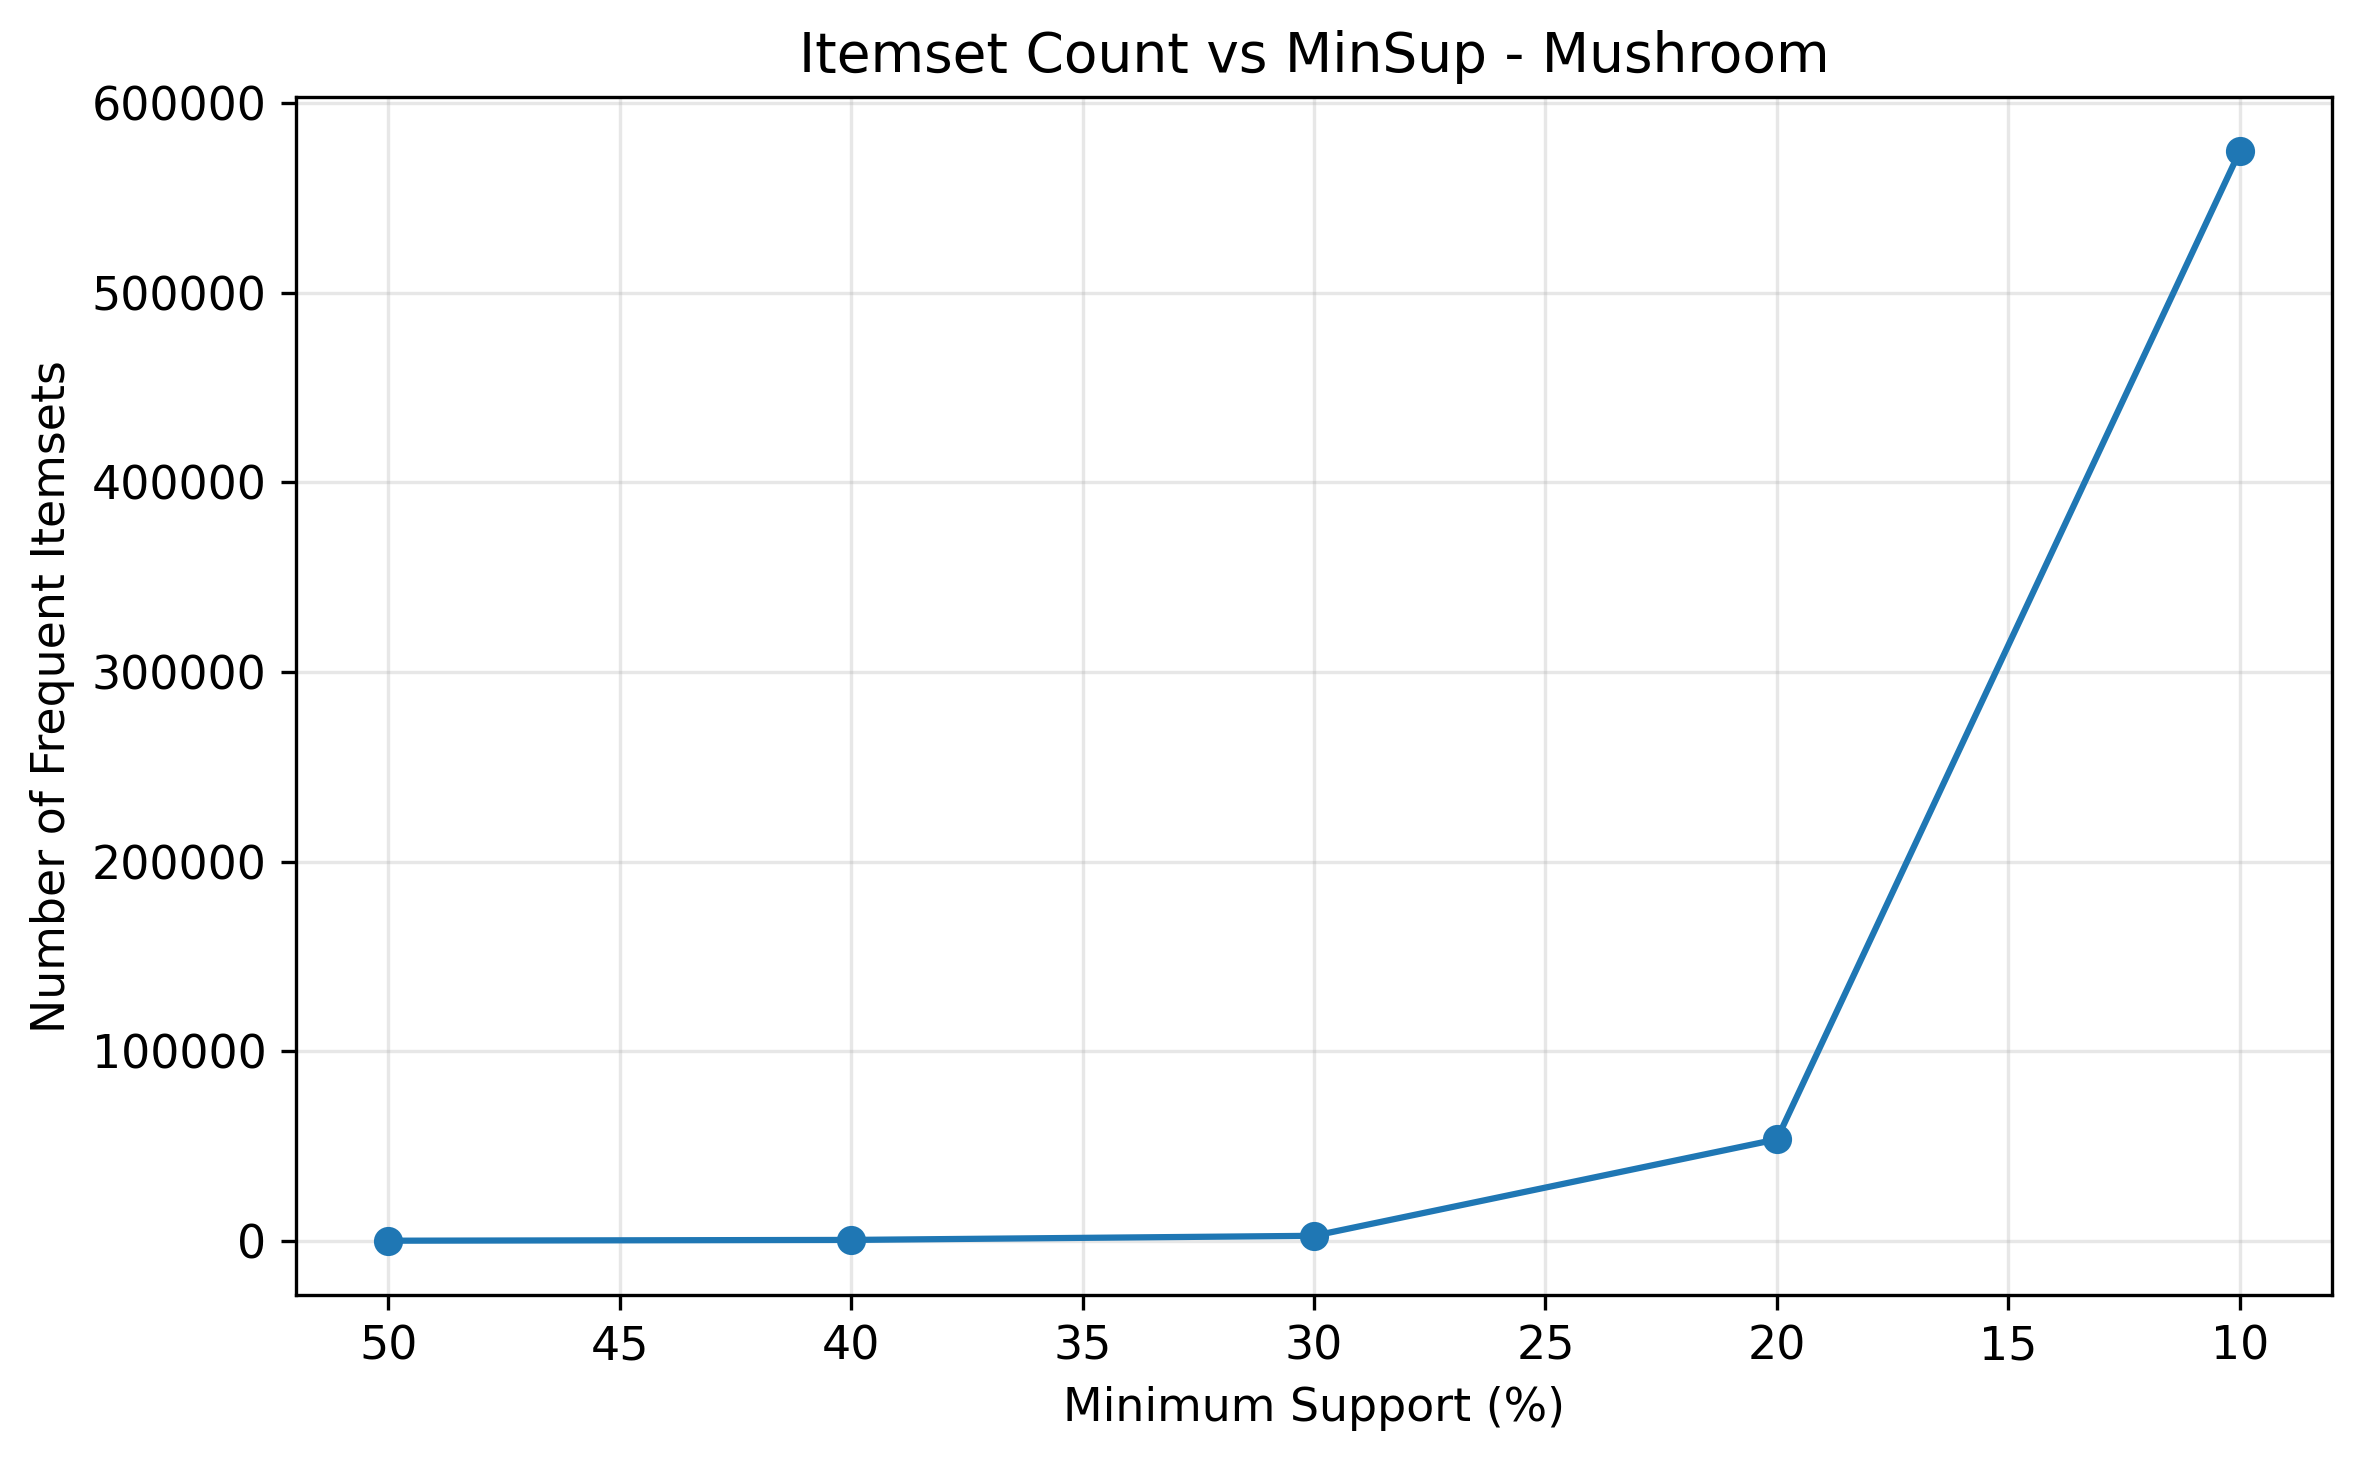 Itemset Count vs MinSup - Mushroom
600000
500000
400000
300000
200000
100000
0
Number of Frequent Itemsets
50 45 40 35 30 25 20 15 10
Minimum Support (%)